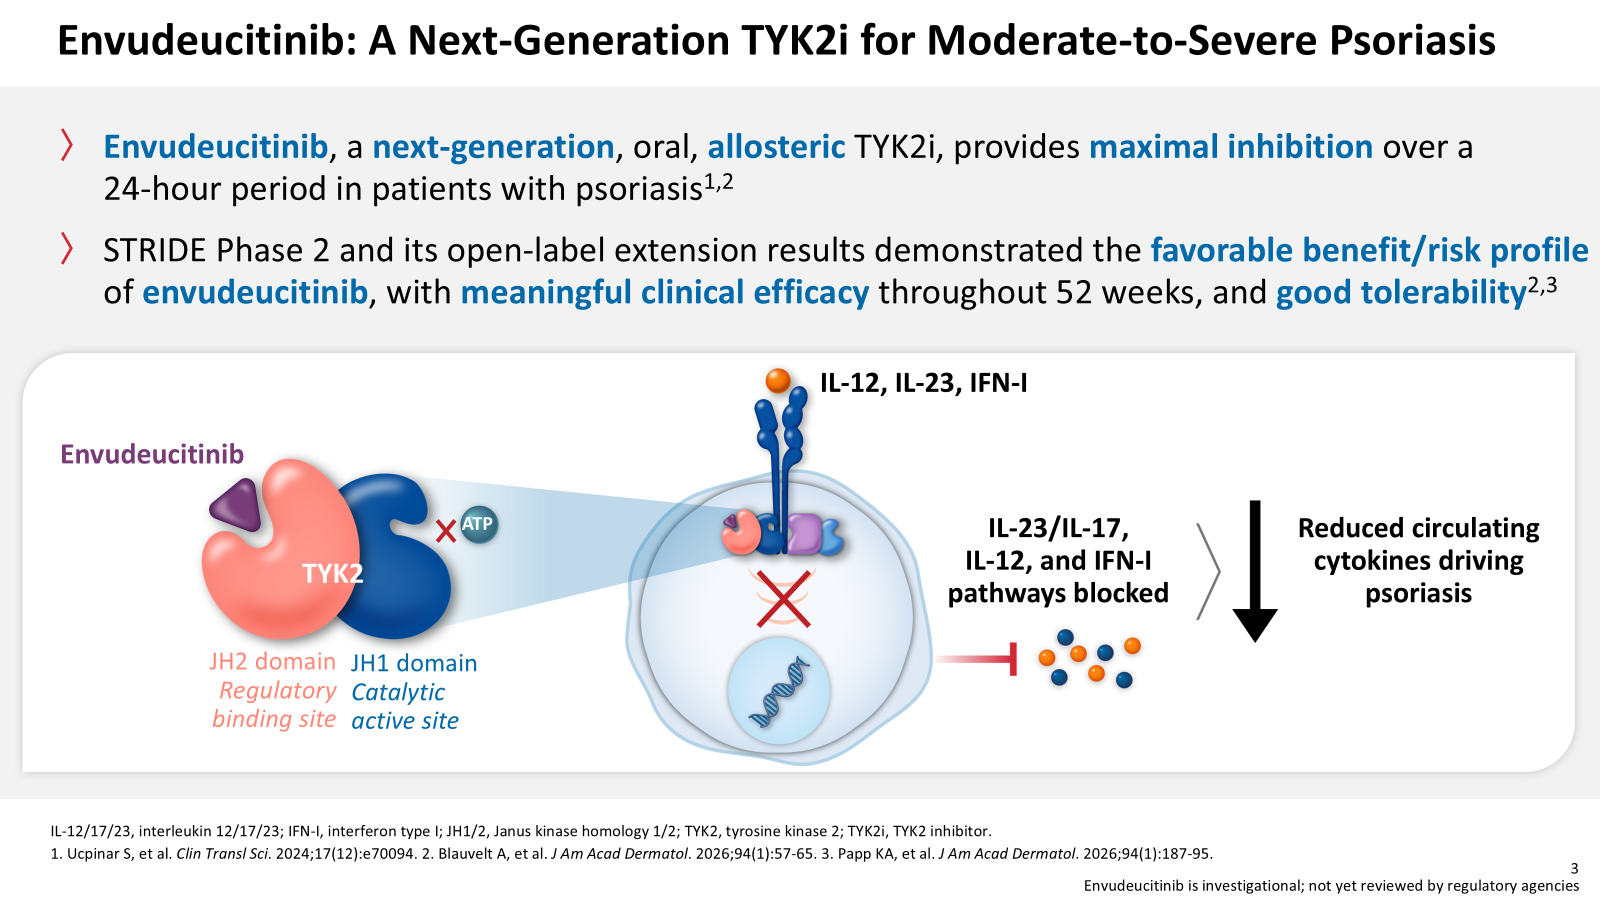 Envudeucitinib: A Next-Generation TYK2i for Moderate-to-Severe Psoriasis
Envudeucitinib, a next-generation, oral, allosteric TYK2i, provides maximal inhibition over a
24-hour period in patients with psoriasis1,2
STRIDE Phase 2 and its open-label extension results demonstrated the favorable benefit/risk profile
of envudeucitinib, with meaningful clinical efficacy throughout 52 weeks, and good tolerability2,3
IL-12, IL-23, IFN-I
Envudeucitinib
ATP
TYK2
JH2 domain
Regulatory
binding site
JH1 domain
Catalytic
active site
IL-23/IL-17,
IL-12, and IFN-I
pathways blocked
Reduced circulating
cytokines driving
psoriasis
IL-12/17/23, interleukin 12/17/23; IFN-I, interferon type I; JH1/2, Janus kinase homology 1/2; TYK2, tyrosine kinase 2; TYK2i, TYK2 inhibitor.
1. Ucpinar S, et al. Clin Transl Sci. 2024;17(12):e70094. 2. Blauvelt A, et al. J Am Acad Dermatol. 2026;94(1):57-65. 3. Papp KA, et al. J Am Acad Dermatol. 2026;94(1):187-95.
3
Envudeucitinib is investigational; not yet reviewed by regulatory agencies